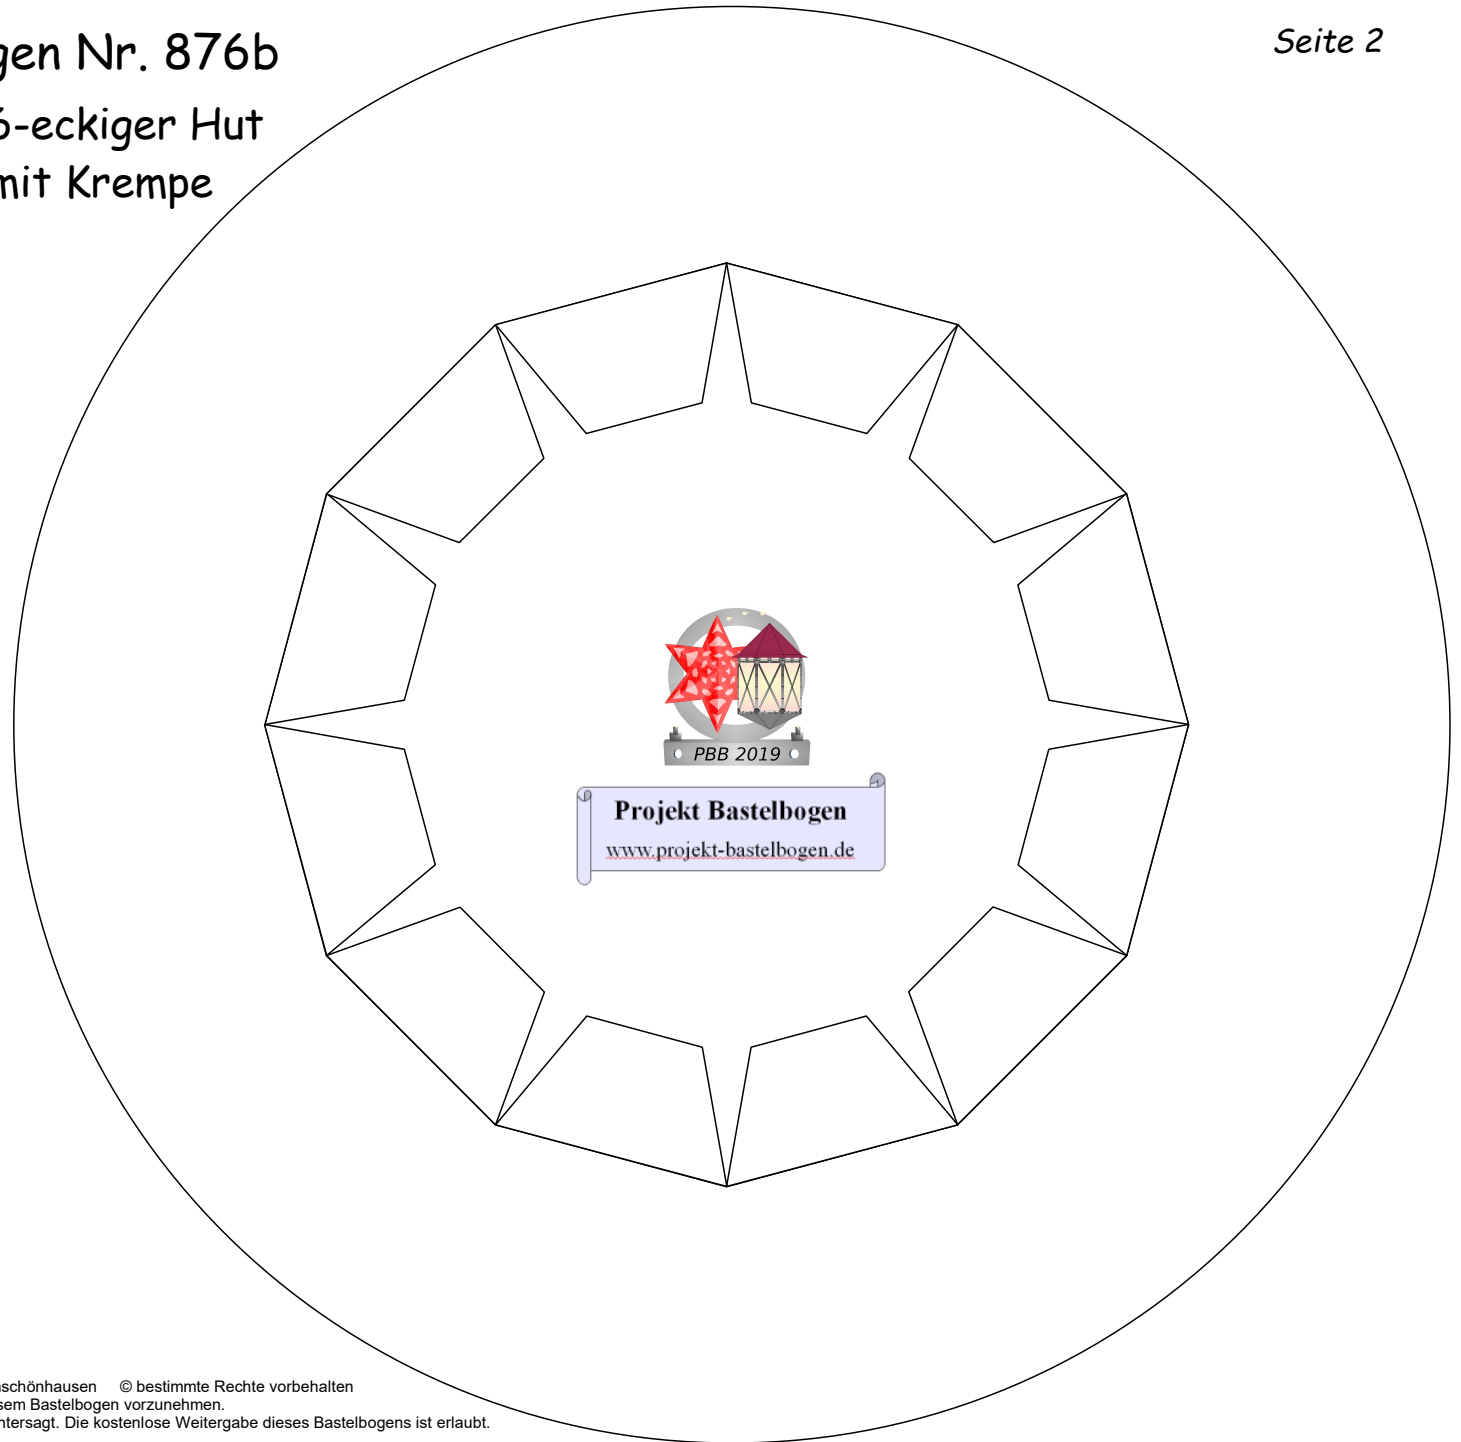 gen Nr. 876b
Seite 2
6-eckiger Hut
mit Krempe
PBB 2019
Projekt Bastelbogen
www.projekt-bastelbogen.de
schönhausen © bestimmte Rechte vorbehalten
sem Bastelbogen vorzunehmen.
ntersagt. Die kostenlose Weitergabe dieses Bastelbogens ist erlaubt.